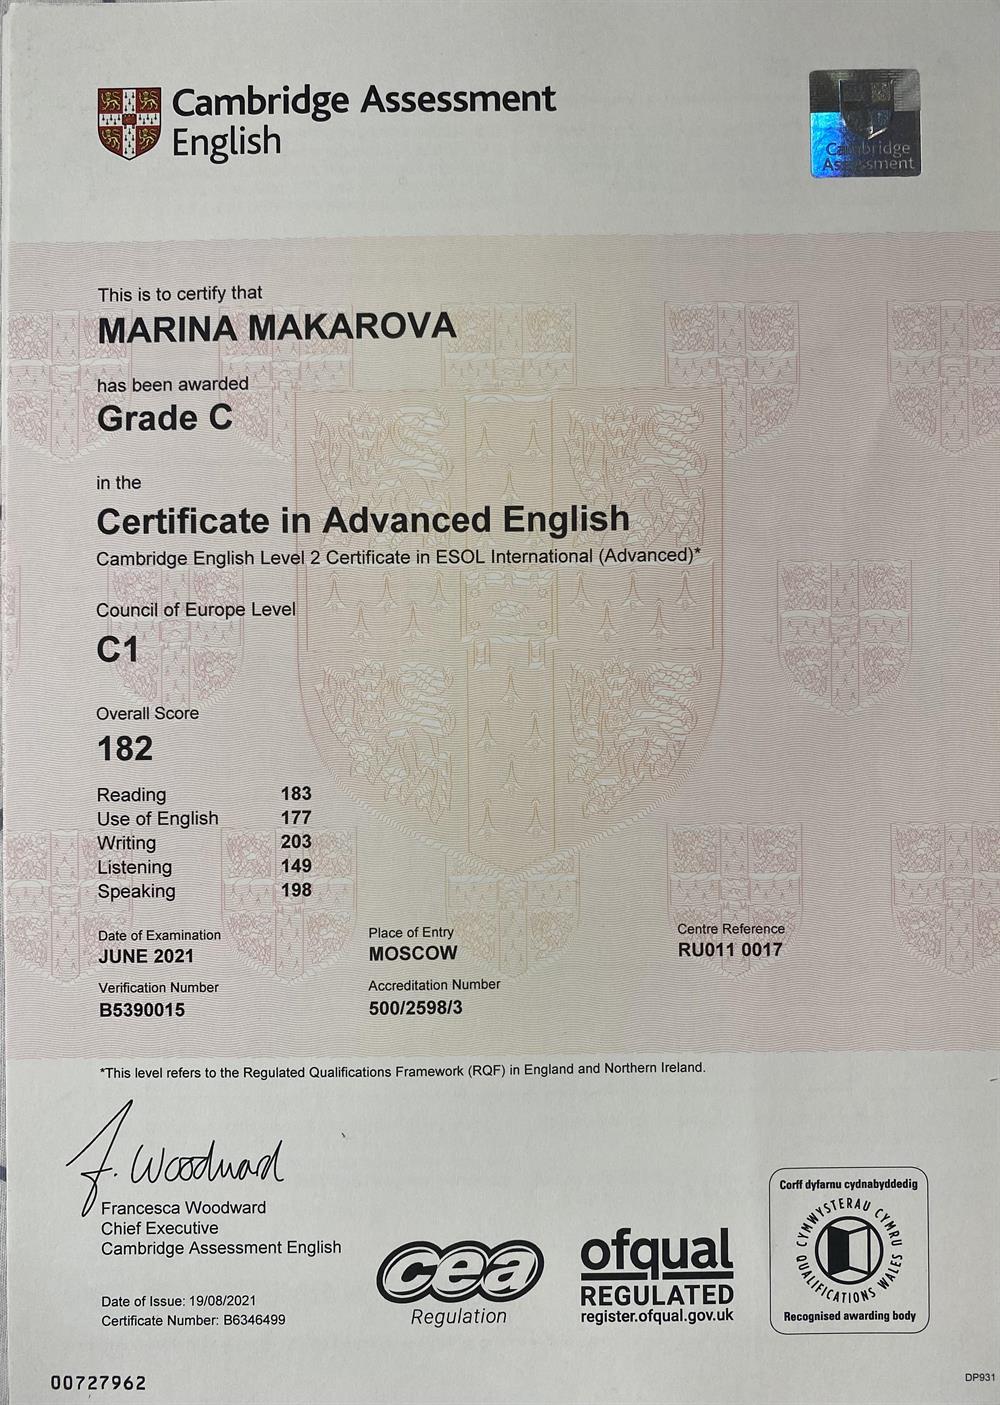 Cambridge Assessment
English
Cambridge
Assessment
This is to certify that
MARINA MAKAROVA
has been awarded
Grade C
in the
Certificate in Advanced English
Cambridge English Level 2 Certificate in ESOL International (Advanced)*
Council of Europe Level
C1
Overall Score
182
Reading 183
Use of English 177
Writing 203
Listening 149
Speaking 198
Date of Examination Place of Entry Centre Reference
JUNE 2021 MOSCOW RU011 0017
Verification Number Accreditation Number
B5390015 500/2598/3
*This level refers to the Regulated Qualifications Framework (RQF) in England and Northern Ireland.
F. Woodward
Francesca Woodward
Chief Executive
Cambridge Assessment English
Date of Issue: 19/08/2021
Certificate Number: B6346499
cea
Regulation
ofqual
REGULATED
register.ofqual.gov.uk
Corff dyfarnu cydnabyddedig
CYMWYSTERAU CYMRU
QUALIFICATIONS WALES
Recognised awarding body
00727962
DP931